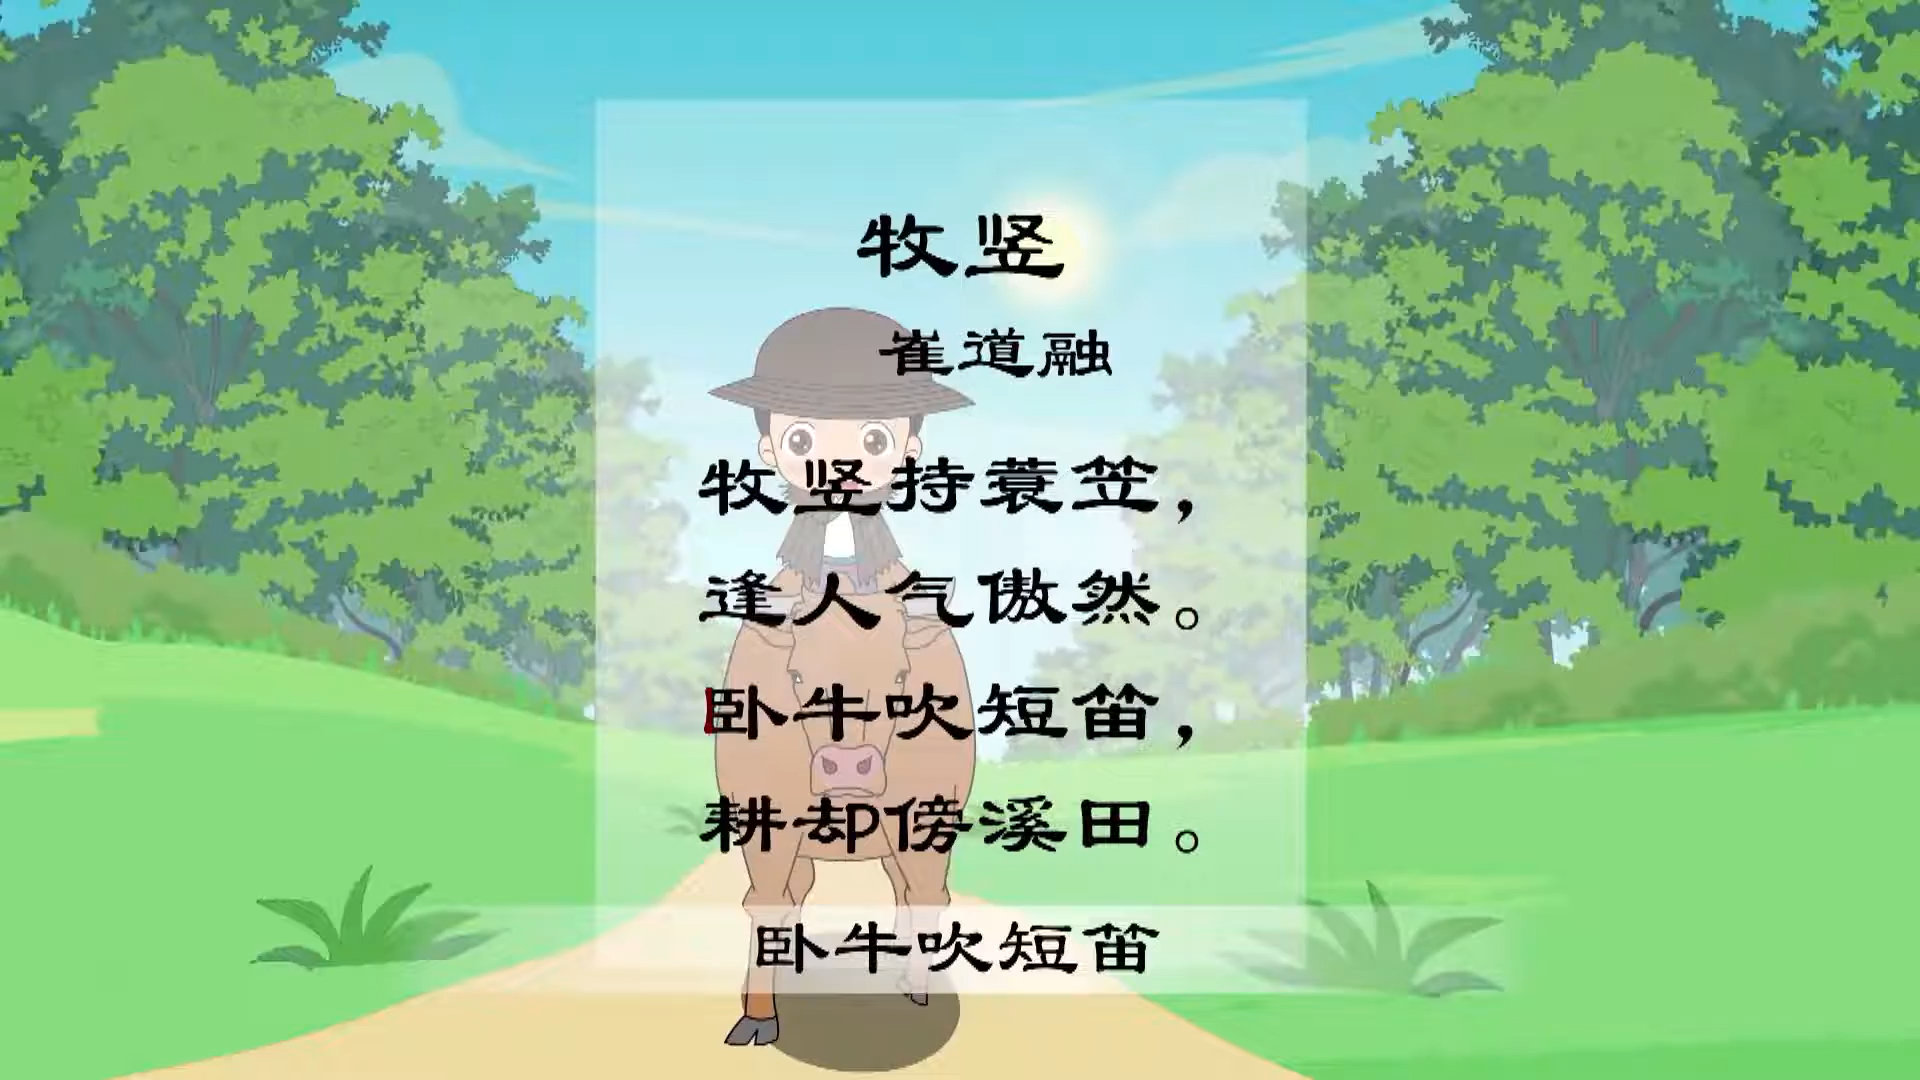 牧竖
崔道融
牧竖持蓑笠，
逢人气傲然。
卧牛吹短笛，
耕却傍溪田。
卧牛吹短笛